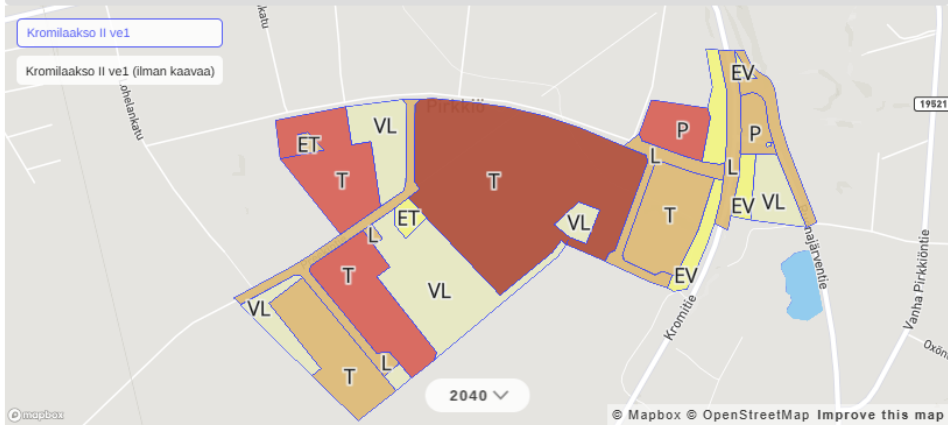 Kromilaakso II ve1
Kromilaakso II ve1 (ilman kaavaa)
Pirkkiö
19521
EV
P
P
VL
ET
T
T
L
L
EV
VL
T
ET
VL
L
T
VL
EV
VL
L
T
Kromitie
Vanha Pirkkiöntie
2040
mapbox
© Mapbox © OpenStreetMap Improve this map